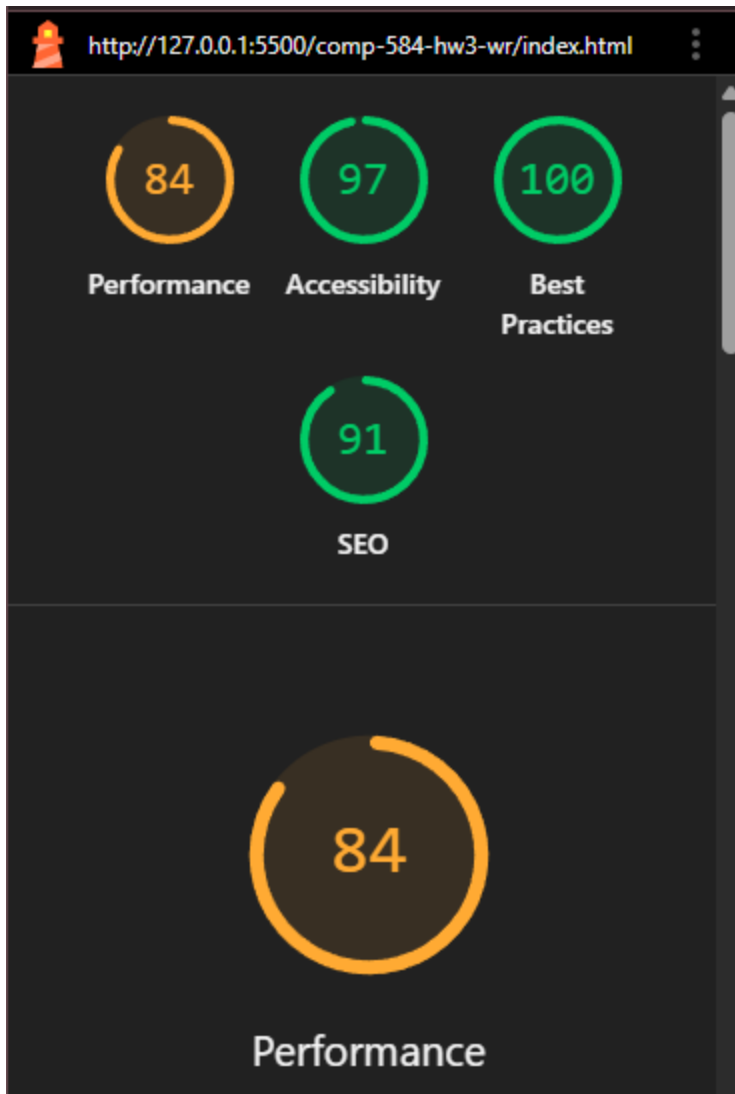 http://127.0.0.1:5500/comp-584-hw3-wr/index.html
84
97
100
Performance
Accessibility
Best
Practices
91
SEO
84
Performance